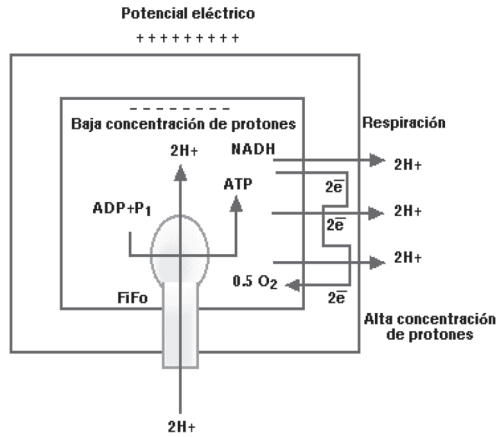 Potencial eléctrico
+ + + + + + + + +
– – – – – – – – –
Baja concentración de protones
Respiración
2H+
NADH
2H+
ATP
2e̅
ADP+P1
2H+
2e̅
2H+
0.5 O2
FiFo
2e̅
Alta concentración
de protones
2H+